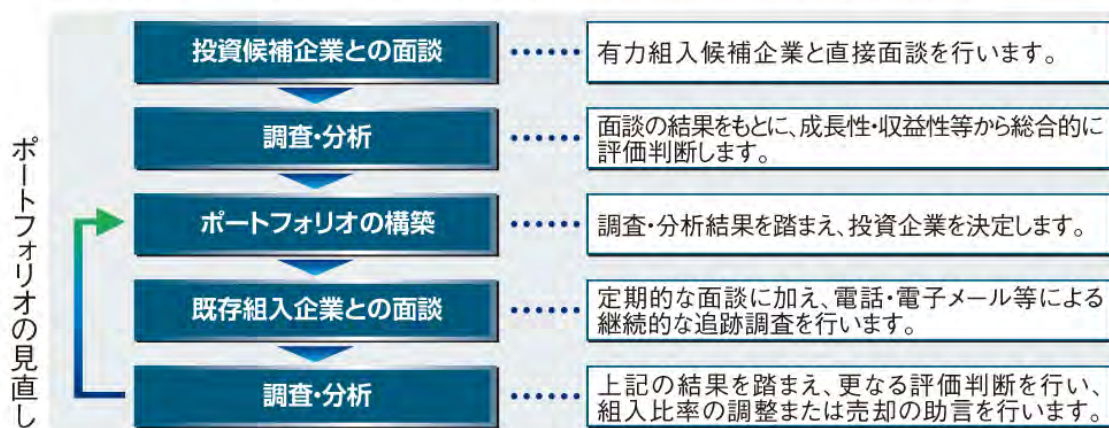 投資候補企業との面談
有力組入候補企業と直接面談を行います。
調査・分析
面談の結果をもとに、成長性・収益性等から総合的に
評価判断します。
ポートフォリオの構築
調査・分析結果を踏まえ、投資企業を決定します。
既存組入企業との面談
定期的な面談に加え、電話・電子メール等による
継続的な追跡調査を行います。
調査・分析
上記の結果を踏まえ、更なる評価判断を行い、
組入比率の調整または売却の助言を行います。
ポートフォリオの見直し